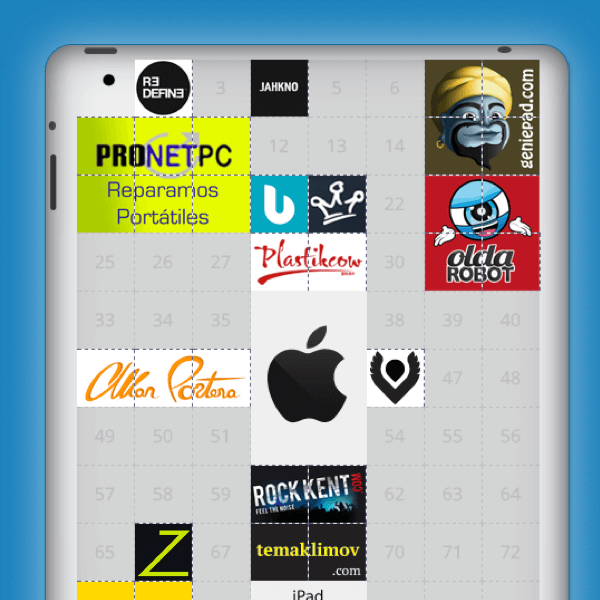 RE
DEFINE
3
JAHKNO
5
6
geniepad.com
PRONETPC
12
13
14
Reparamos
Portátiles
22
25
26
27
Plastikcow
30
olda
ROBOT
33
34
35
38
39
40
47
48
49
50
51
54
55
56
57
58
59
ROCKKENT.COM
FEEL THE NOISE
62
63
64
65
Z
67
temaklimov
.com
70
71
72
iPad